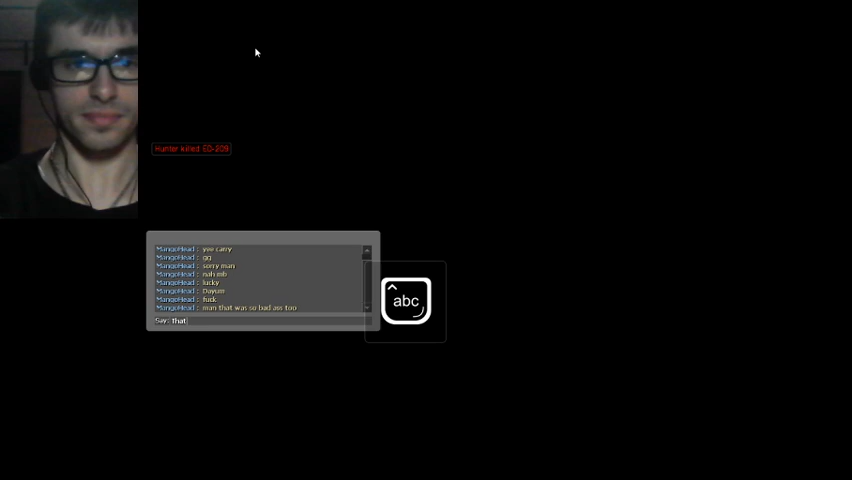 Hunter killed ED-209
MangoHead : yee carry
MangoHead : gg
MangoHead : sorry man
MangoHead : nah mb
MangoHead : lucky
MangoHead : Dayum
MangoHead : fuck
MangoHead : man that was so bad ass too
Say: that
abc